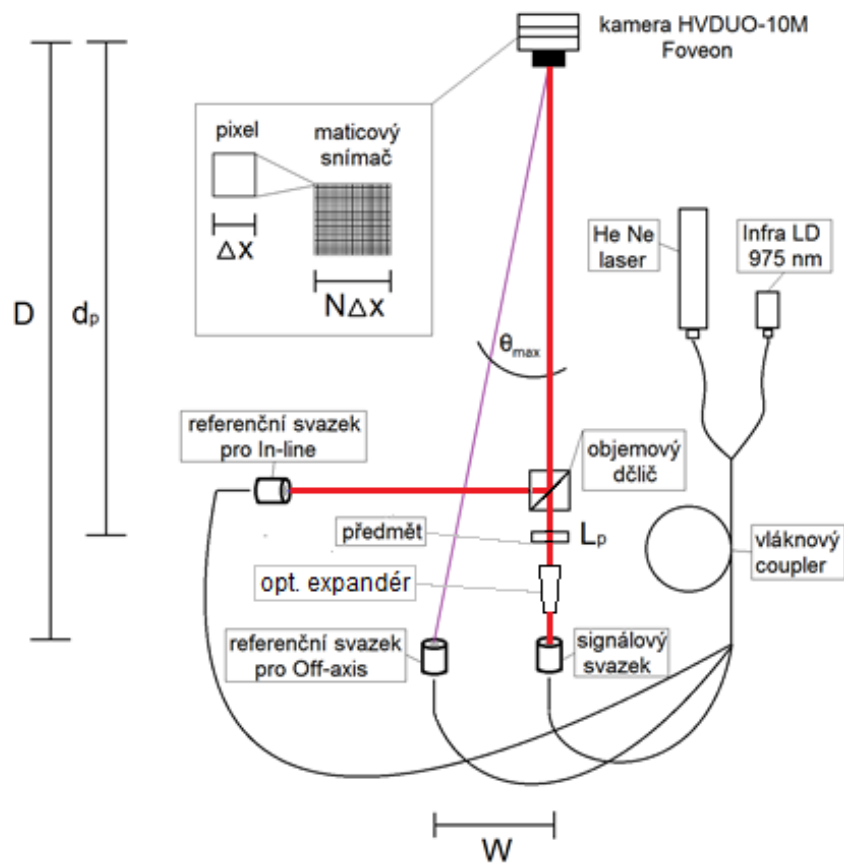 kamera HVDUO-10M
Foveon
pixel
maticový
snímač
Δx
NΔx
D
dp
θmax
He Ne
laser
Infra LD
975 nm
referenční svazek
pro In-line
objemový
dčlič
předmět
Lp
opt. expandér
vláknový
coupler
referenční svazek
pro Off-axis
signálový
svazek
W